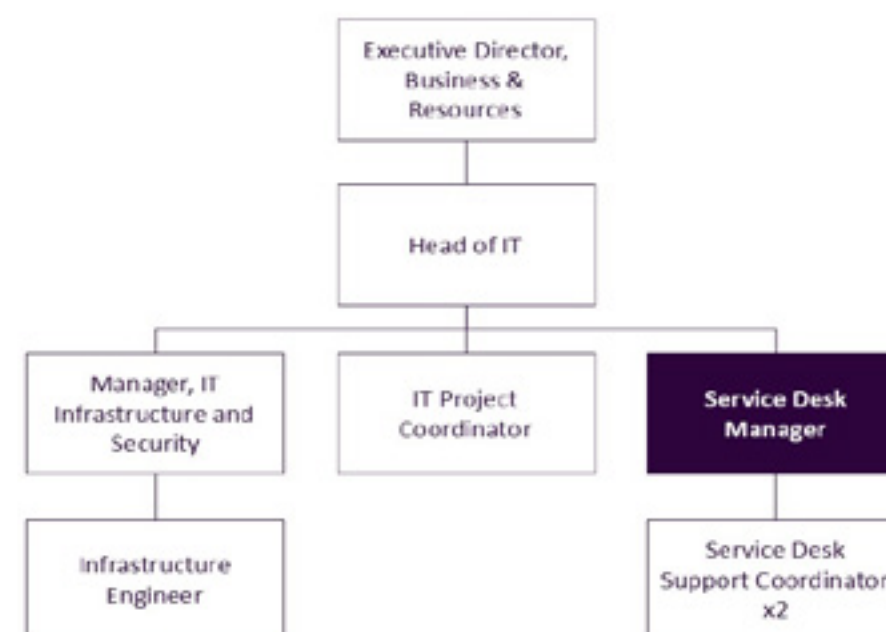 Executive Director,
Business &
Resources
Head of IT
Manager, IT
Infrastructure and
Security
IT Project
Coordinator
Service Desk
Manager
Infrastructure
Engineer
Service Desk
Support Coordinator
x2